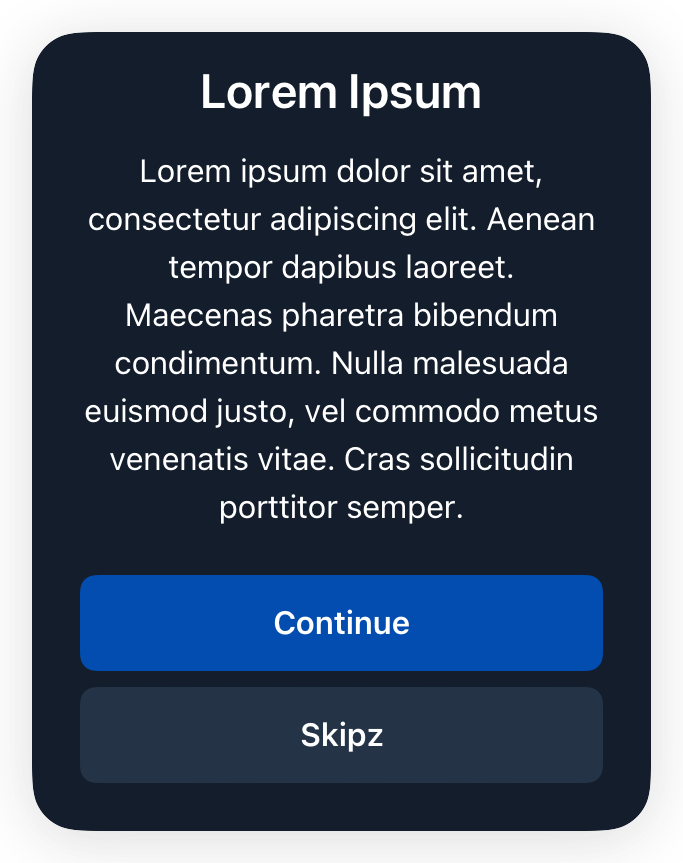 Lorem Ipsum
Lorem ipsum dolor sit amet,
consectetur adipiscing elit. Aenean
tempor dapibus laoreet.
Maecenas pharetra bibendum
condimentum. Nulla malesuada
euismod justo, vel commodo metus
venenatis vitae. Cras sollicitudin
porttitor semper.
Continue
Skipz